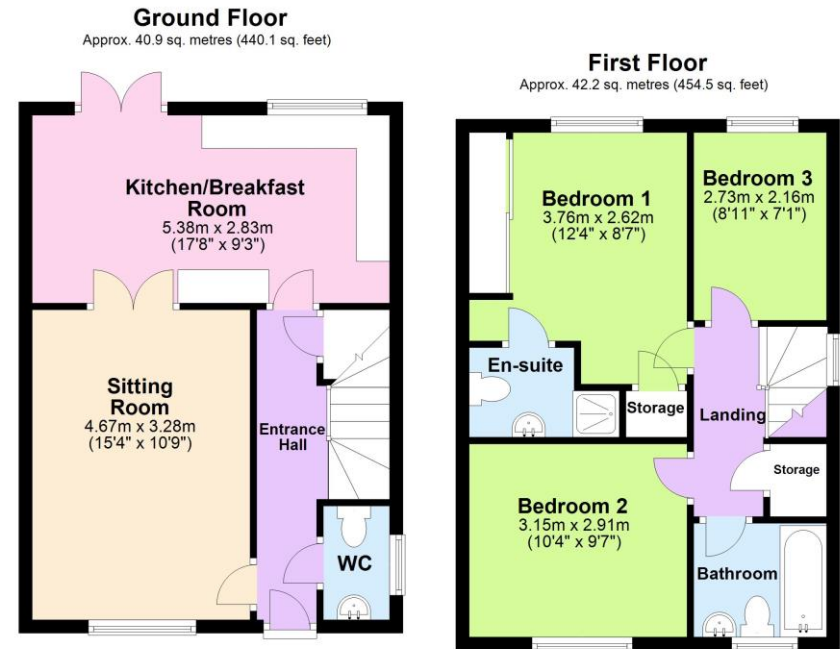 Ground Floor
Approx. 40.9 sq. metres (440.1 sq. feet)
Kitchen/Breakfast
Room
5.38m x 2.83m
(17'8" x 9'3")
Sitting
Room
4.67m x 3.28m
(15'4" x 10'9")
Entrance
Hall
WC
First Floor
Approx. 42.2 sq. metres (454.5 sq. feet)
Bedroom 1
3.76m x 2.62m
(12'4" x 8'7")
Bedroom 3
2.73m x 2.16m
(8'11" x 7'1")
En-suite
Storage
Landing
Storage
Bedroom 2
3.15m x 2.91m
(10'4" x 9'7")
Bathroom